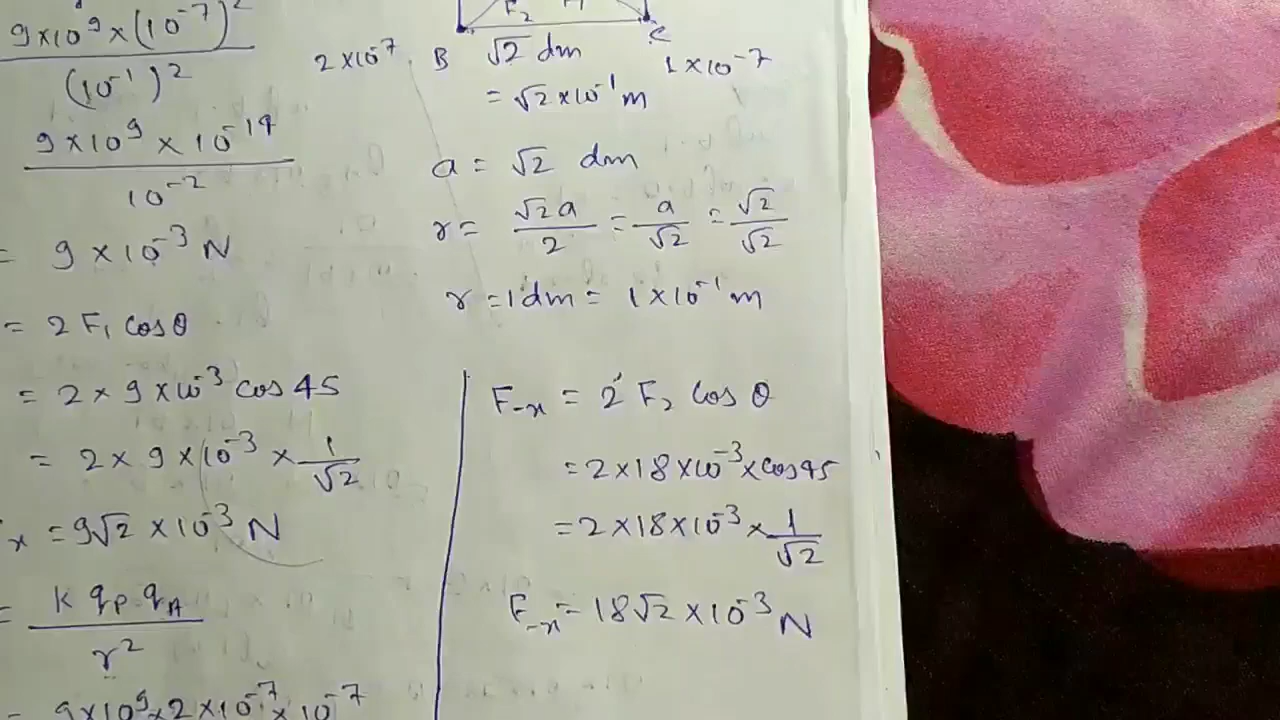 9×10⁹×(10⁻⁷)²
(10⁻¹)²
9×10⁹ × 10⁻¹⁴
10⁻²
= 9 × 10⁻³ N
= 2 F₁ cos θ
= 2 × 9 × 10⁻³ cos 45
= 2 × 9 × 10⁻³ × 1/√2
x = 9√2 × 10⁻³ N
= K qP qA / r²
= 9×10⁹×2×10⁻⁷×10⁻⁷
F₂
2×10⁻⁷ B √2 dm C
1×10⁻⁷
= √2×10⁻¹ m
a = √2 dm
r = √2a/2 = a/√2 = √2/√2
r = 1dm = 1×10⁻¹ m
F₋x = 2 F₂ cos θ
= 2×18×10⁻³×cos45
= 2×18×10⁻³×1/√2
F₋x = 18√2×10⁻³ N